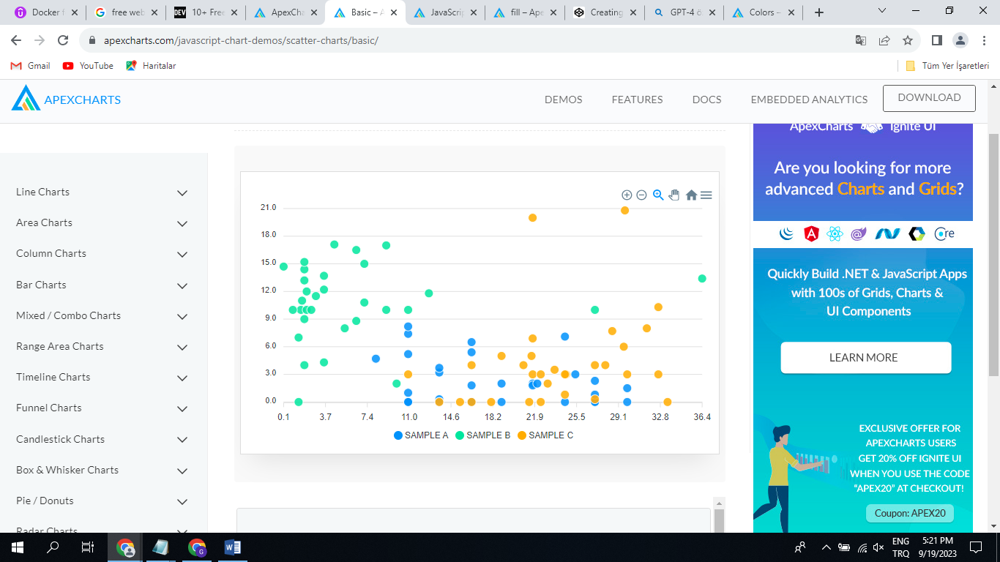 Docker f
free web
DEV 10+ Free
ApexCha
Basic – A
JavaScrip
fill – Ape
Creating
GPT-4 ö
Colors –
apexcharts.com/javascript-chart-demos/scatter-charts/basic/
Gmail
YouTube
Haritalar
Tüm Yer İşaretleri
APEXCHARTS
DEMOS
FEATURES
DOCS
EMBEDDED ANALYTICS
DOWNLOAD
Line Charts
Area Charts
Column Charts
Bar Charts
Mixed / Combo Charts
Range Area Charts
Timeline Charts
Funnel Charts
Candlestick Charts
Box & Whisker Charts
Pie / Donuts
Radar Charts
21.0
18.0
15.0
12.0
9.0
6.0
3.0
0.0
0.1 3.7 7.4 11.0 14.6 18.2 21.9 25.5 29.1 32.8 36.4
SAMPLE A SAMPLE B SAMPLE C
ApexCharts Ignite UI
Are you looking for more
advanced Charts and Grids?
Core
Quickly Build .NET & JavaScript Apps
with 100s of Grids, Charts &
UI Components
LEARN MORE
EXCLUSIVE OFFER FOR
APEXCHARTS USERS
GET 20% OFF IGNITE UI
WHEN YOU USE THE CODE
“APEX20” AT CHECKOUT!
Coupon: APEX20
ENG
TRQ
5:21 PM
9/19/2023